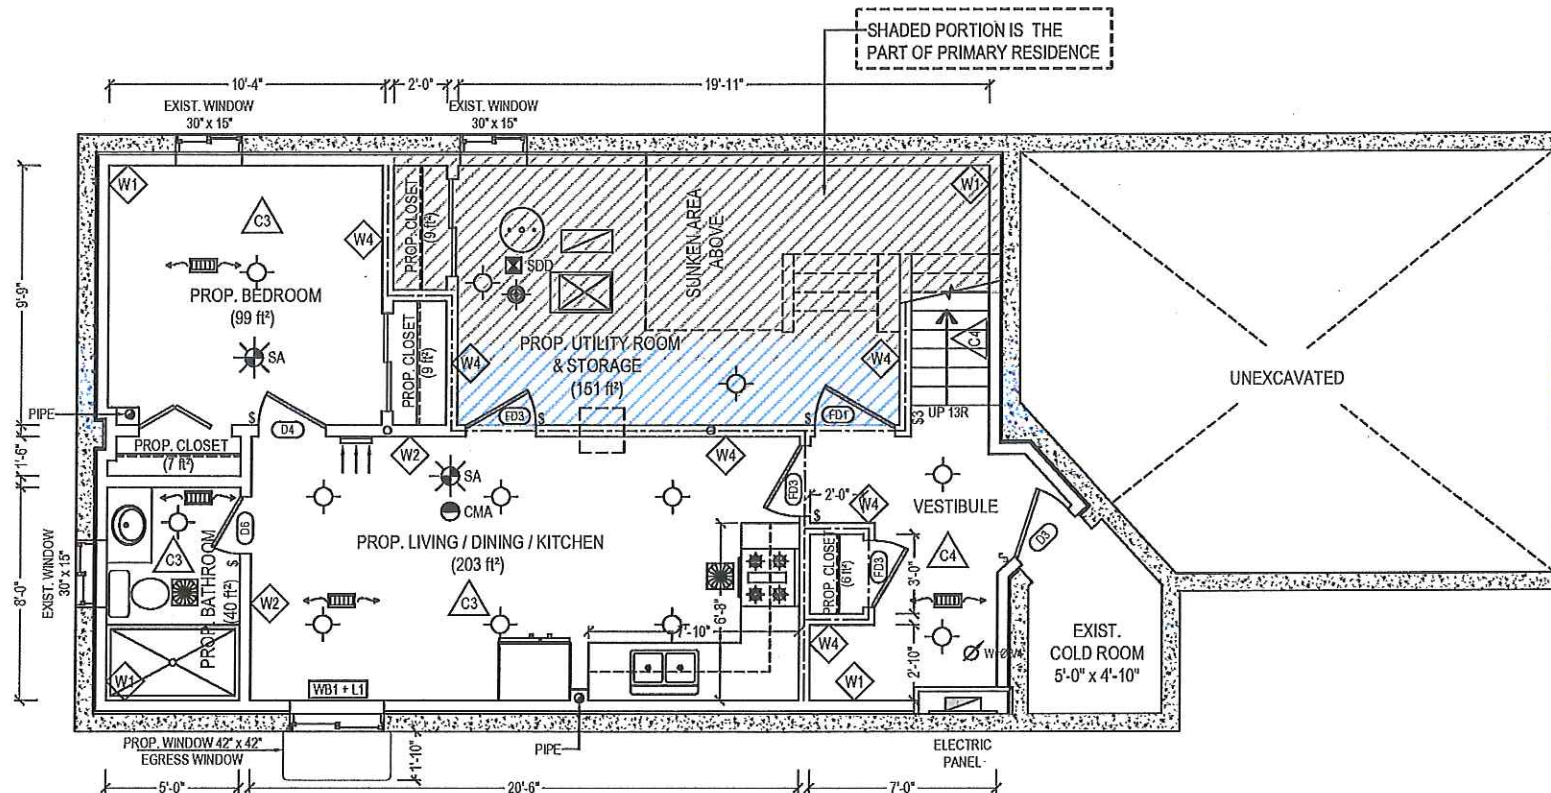 SHADED PORTION IS THE
PART OF PRIMARY RESIDENCE
10'-4"
2'-0"
19'-11"
EXIST. WINDOW
30" x 15"
EXIST. WINDOW
30" x 15"
W1
C3
W4
PROP. CLOSET
(9 ft²)
SDD
SUNKEN AREA
ABOVE
W1
9'-9"
PROP. BEDROOM
(99 ft²)
SA
PROP. CLOSET
(9 ft²)
W4
PROP. UTILITY ROOM
& STORAGE
(151 ft²)
W4
C4
UNEXCAVATED
PIPE
$
D4
FD3
$
$
FD1
$3
UP 13R
1'-6"
PROP. CLOSET
(7 ft²)
W2
W4
SA
CMA
FD3
2'-0"
$
W4
VESTIBULE
C3
D6
$
PROP. BATHROOM
(40 ft²)
PROP. LIVING / DINING / KITCHEN
(203 ft²)
C3
PROP. CLOSET
(6 ft²)
FD3
3'-0"
C4
D3
8'-0"
EXIST. WINDOW
30" x 15"
W2
6'-8"
7'-10"
W1
WB1 + L1
W4
W1
2'-10"
EXIST.
COLD ROOM
5'-0" x 4'-10"
PROP. WINDOW 42" x 42"
EGRESS WINDOW
1'-10"
PIPE
ELECTRIC
PANEL
5'-0"
20'-6"
7'-0"